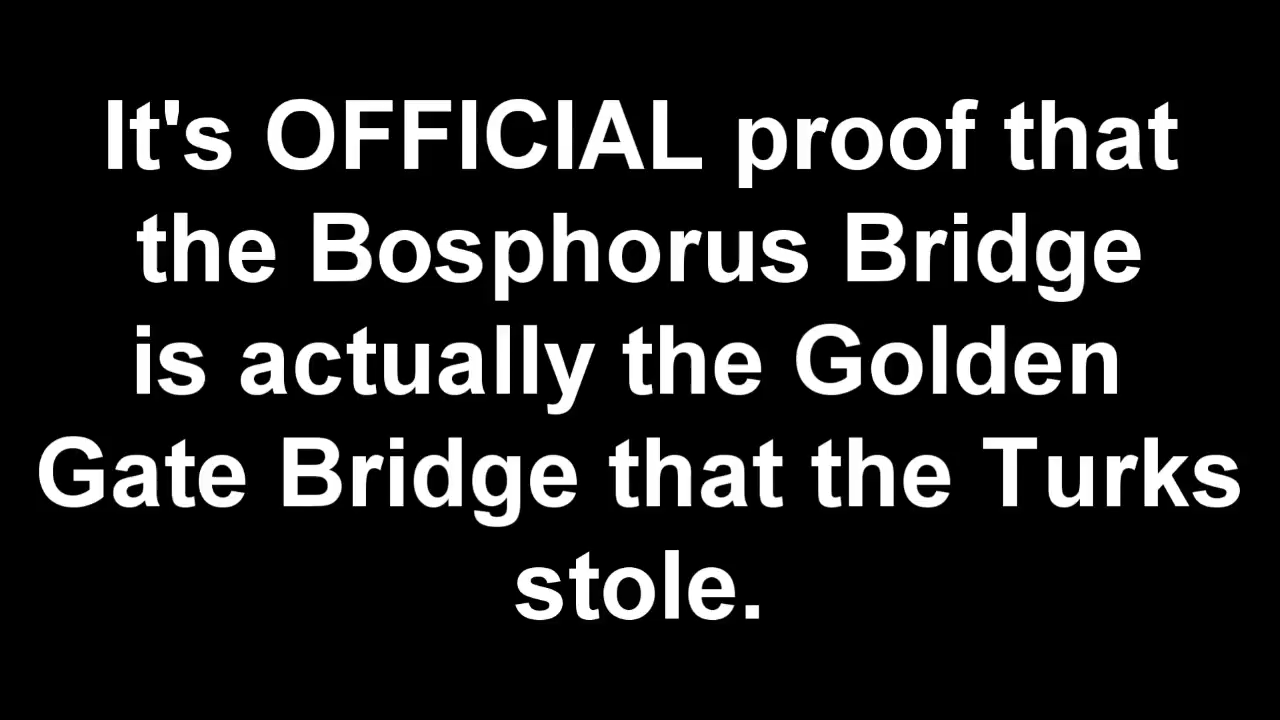 It's OFFICIAL proof that
the Bosphorus Bridge
is actually the Golden
Gate Bridge that the Turks
stole.